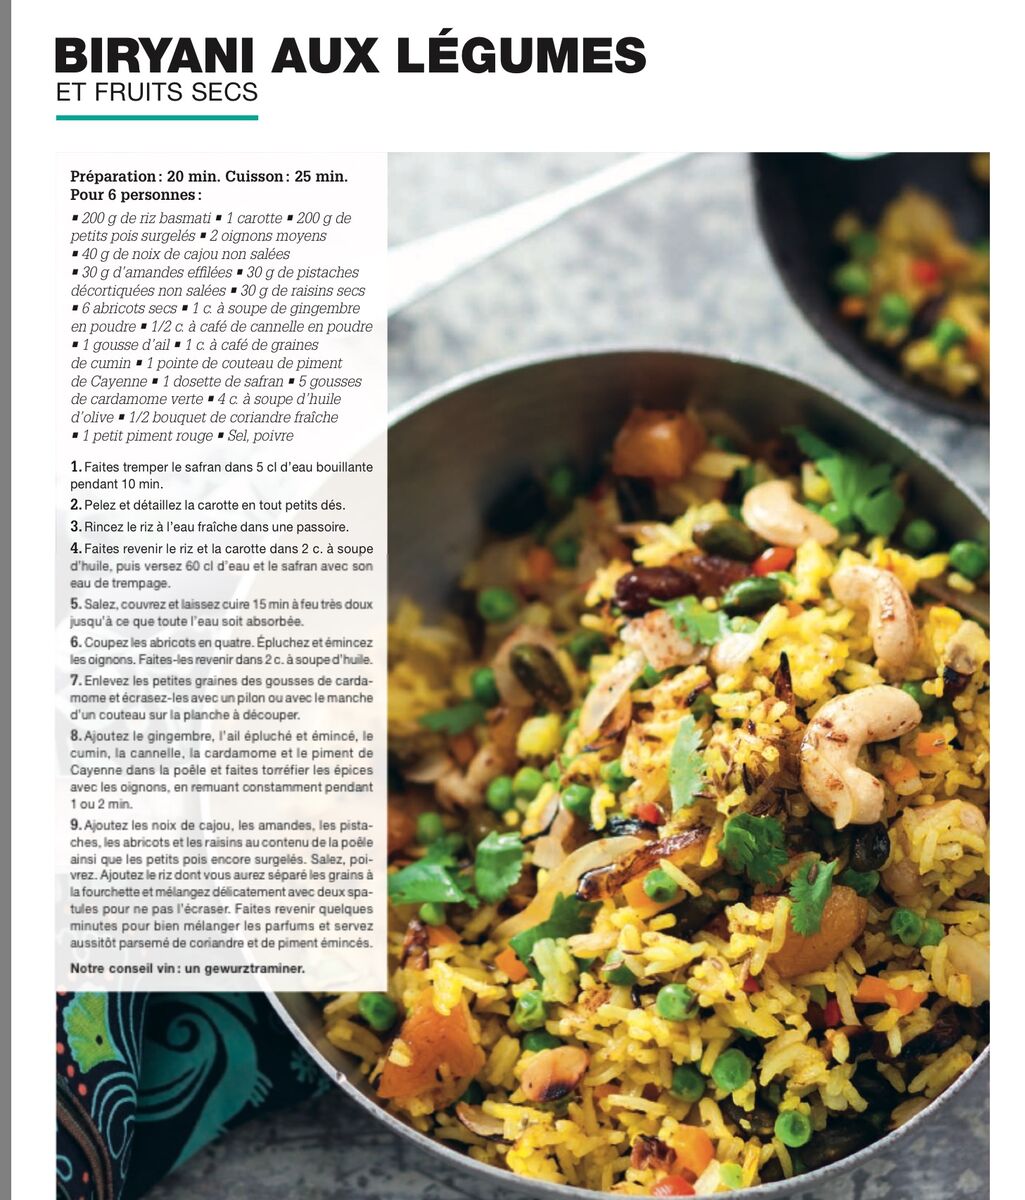 BIRYANI AUX LÉGUMES
ET FRUITS SECS
Préparation : 20 min. Cuisson : 25 min.
Pour 6 personnes :
▪ 200 g de riz basmati ▪ 1 carotte ▪ 200 g de
petits pois surgelés ▪ 2 oignons moyens
▪ 40 g de noix de cajou non salées
▪ 30 g d’amandes effilées ▪ 30 g de pistaches
décortiquées non salées ▪ 30 g de raisins secs
▪ 6 abricots secs ▪ 1 c. à soupe de gingembre
en poudre ▪ 1/2 c. à café de cannelle en poudre
▪ 1 gousse d’ail ▪ 1 c. à café de graines
de cumin ▪ 1 pointe de couteau de piment
de Cayenne ▪ 1 dosette de safran ▪ 5 gousses
de cardamome verte ▪ 4 c. à soupe d’huile
d’olive ▪ 1/2 bouquet de coriandre fraîche
▪ 1 petit piment rouge ▪ Sel, poivre
1. Faites tremper le safran dans 5 cl d’eau bouillante
pendant 10 min.
2. Pelez et détaillez la carotte en tout petits dés.
3. Rincez le riz à l’eau fraîche dans une passoire.
4. Faites revenir le riz et la carotte dans 2 c. à soupe
d’huile, puis versez 60 cl d’eau et le safran avec son
eau de trempage.
5. Salez, couvrez et laissez cuire 15 min à feu très doux
jusqu’à ce que toute l’eau soit absorbée.
6. Coupez les abricots en quatre. Épluchez et émincez
les oignons. Faites-les revenir dans 2 c. à soupe d’huile.
7. Enlevez les petites graines des gousses de carda-
mome et écrasez-les avec un pilon ou avec le manche
d’un couteau sur la planche à découper.
8. Ajoutez le gingembre, l’ail épluché et émincé, le
cumin, la cannelle, la cardamome et le piment de
Cayenne dans la poêle et faites torréfier les épices
avec les oignons, en remuant constamment pendant
1 ou 2 min.
9. Ajoutez les noix de cajou, les amandes, les pista-
ches, les abricots et les raisins au contenu de la poêle
ainsi que les petits pois encore surgelés. Salez, poi-
vrez. Ajoutez le riz dont vous aurez séparé les grains à
la fourchette et mélangez délicatement avec deux spa-
tules pour ne pas l’écraser. Faites revenir quelques
minutes pour bien mélanger les parfums et servez
aussitôt parsemé de coriandre et de piment émincés.
Notre conseil vin : un gewurztraminer.